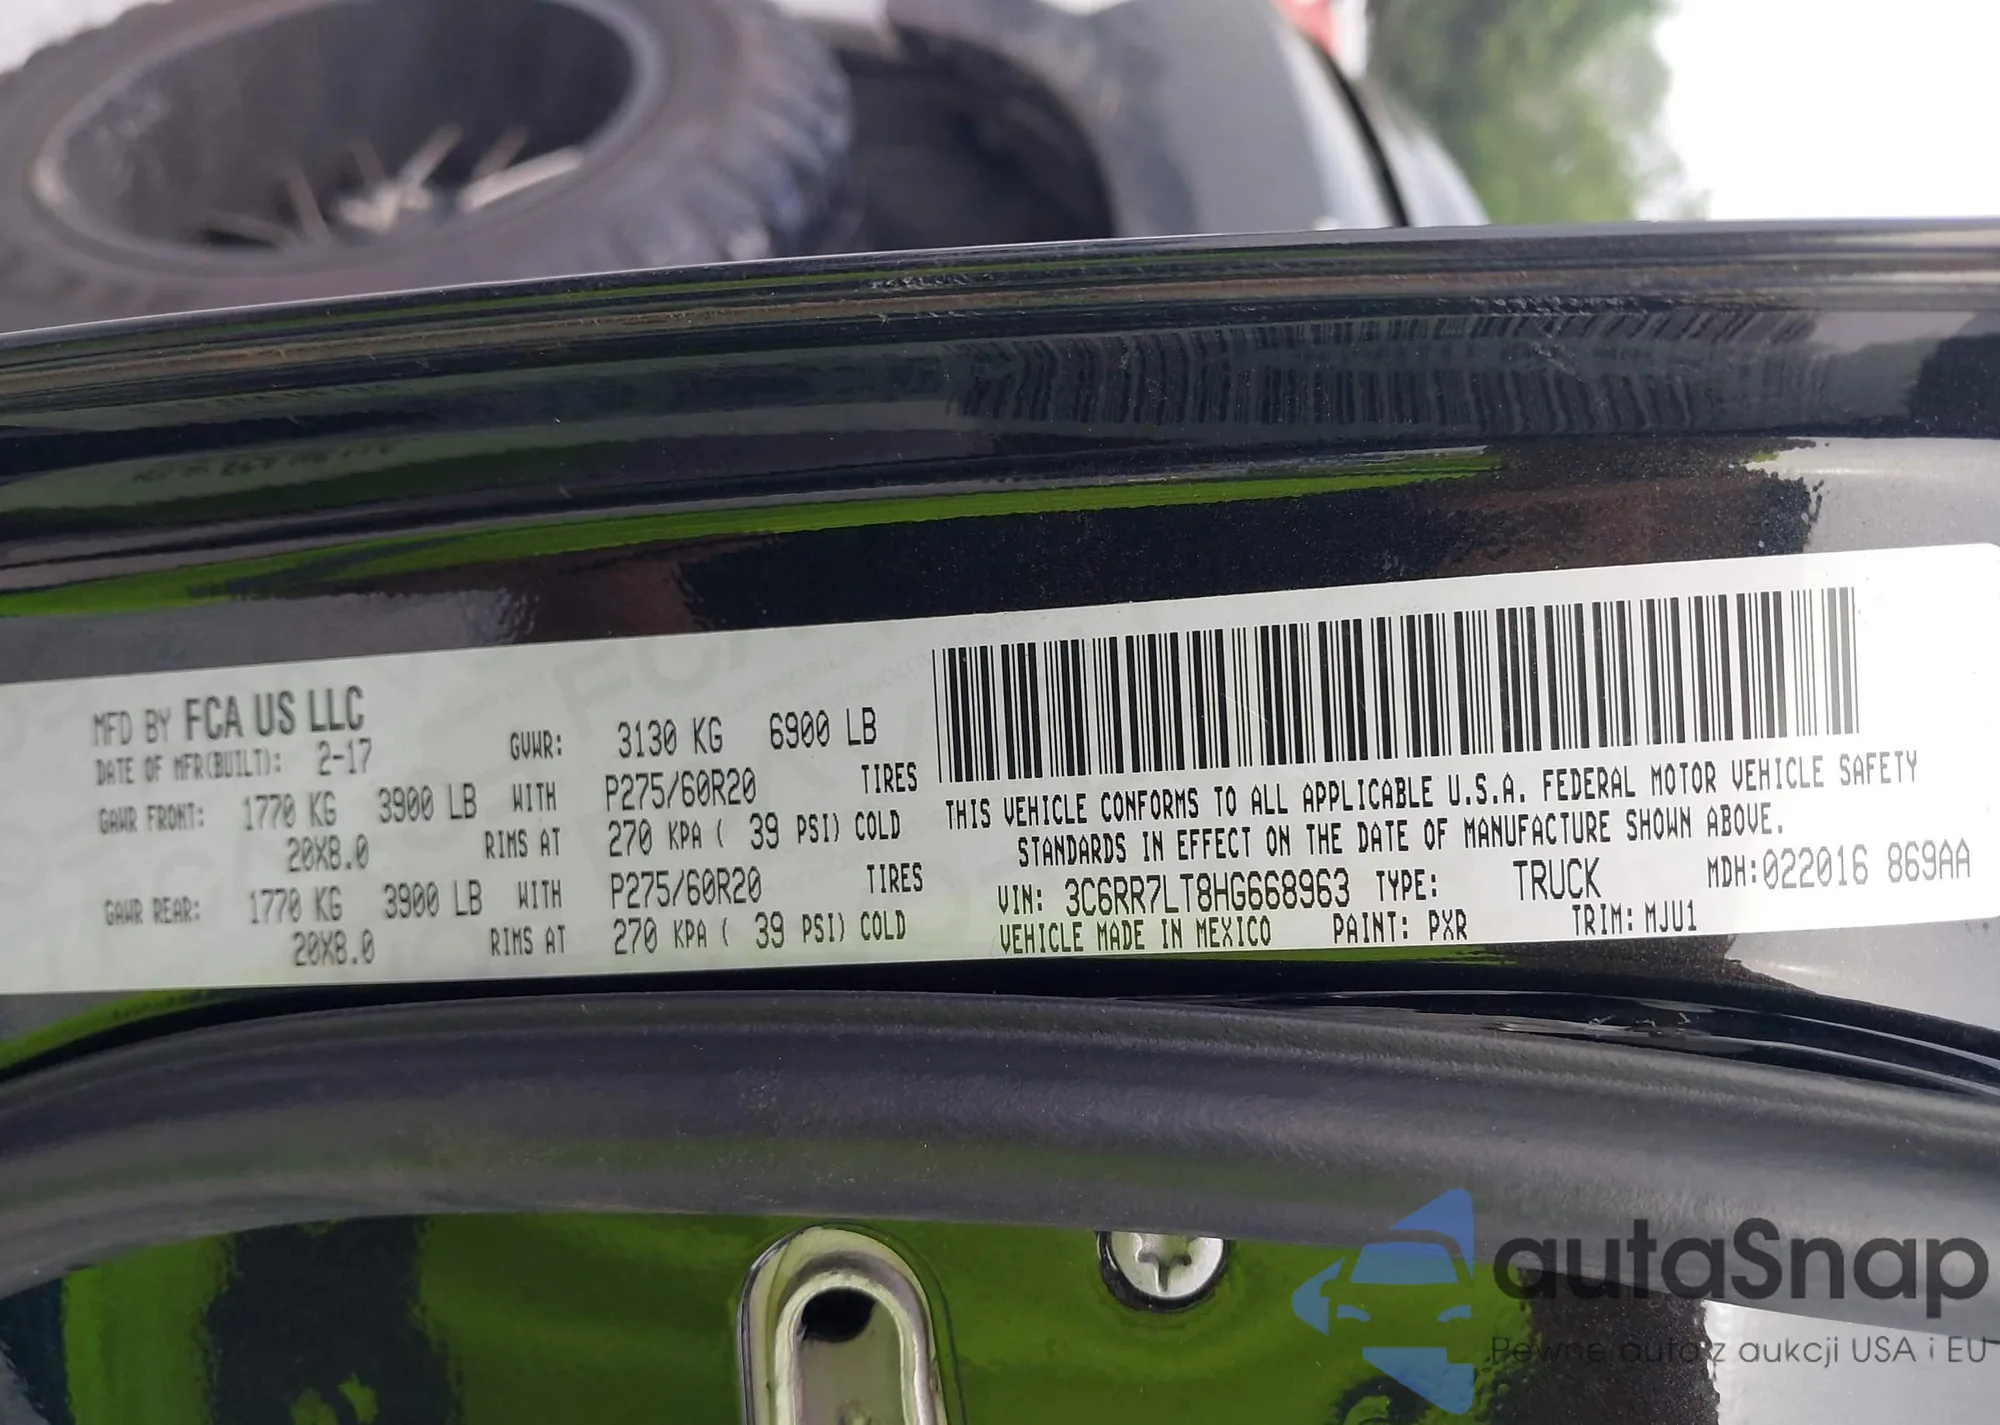 MFD BY FCA US LLC
DATE OF MFR(BUILT): 2-17
GVWR: 3130 KG 6900 LB
GAWR FRONT: 1770 KG 3900 LB WITH P275/60R20 TIRES
20X8.0 RIMS AT 270 KPA ( 39 PSI) COLD
GAWR REAR: 1770 KG 3900 LB WITH P275/60R20 TIRES
20X8.0 RIMS AT 270 KPA ( 39 PSI) COLD
THIS VEHICLE CONFORMS TO ALL APPLICABLE U.S.A. FEDERAL MOTOR VEHICLE SAFETY
STANDARDS IN EFFECT ON THE DATE OF MANUFACTURE SHOWN ABOVE.
VIN: 3C6RR7LT8HG668963 TYPE: TRUCK MDH:022016 869AA
VEHICLE MADE IN MEXICO PAINT: PXR TRIM: MJU1
autaSnap
Pewne auta z aukcji USA i EU